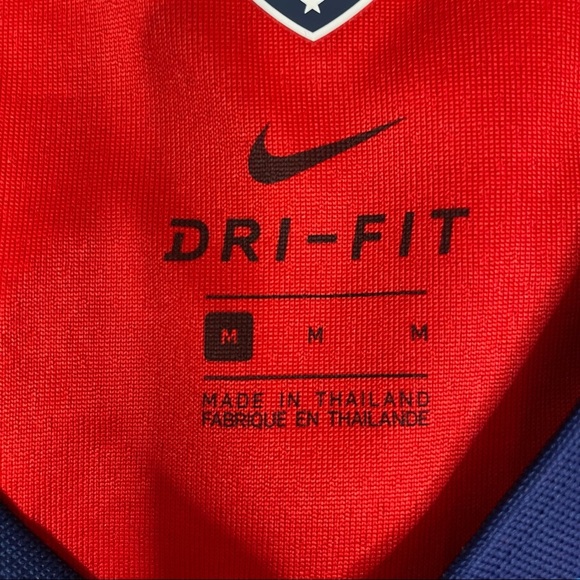 DRI-FIT
M M M
MADE IN THAILAND
FABRIQUE EN THAILANDE